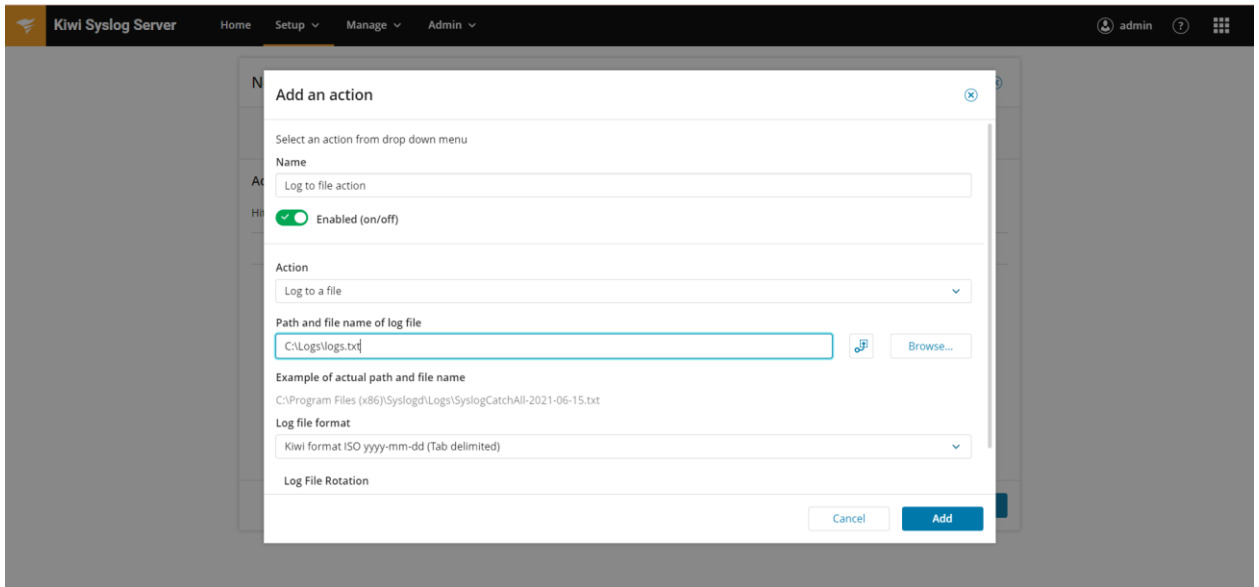 Kiwi Syslog Server Home Setup Manage Admin admin ?
Add an action
Select an action from drop down menu
Name
Log to file action
Enabled (on/off)
Action
Log to a file
Path and file name of log file
C:\Logs\logs.txt Browse...
Example of actual path and file name
C:\Program Files (x86)\Syslogd\Logs\SyslogCatchAll-2021-06-15.txt
Log file format
Kiwi format ISO yyyy-mm-dd (Tab delimited)
Log File Rotation
Cancel Add